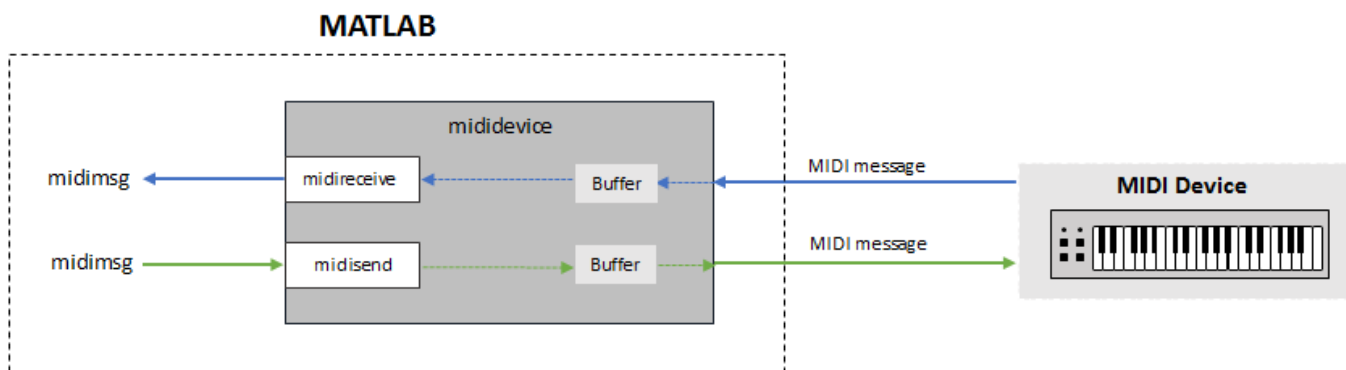 MATLAB
mididevice
midimsg
midireceive
Buffer
MIDI message
MIDI Device
midimsg
midisend
Buffer
MIDI message